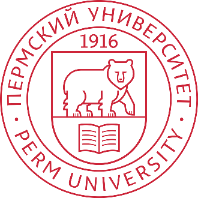 ПЕРМСКИЙ УНИВЕРСИТЕТ
1916
PERM UNIVERSITY